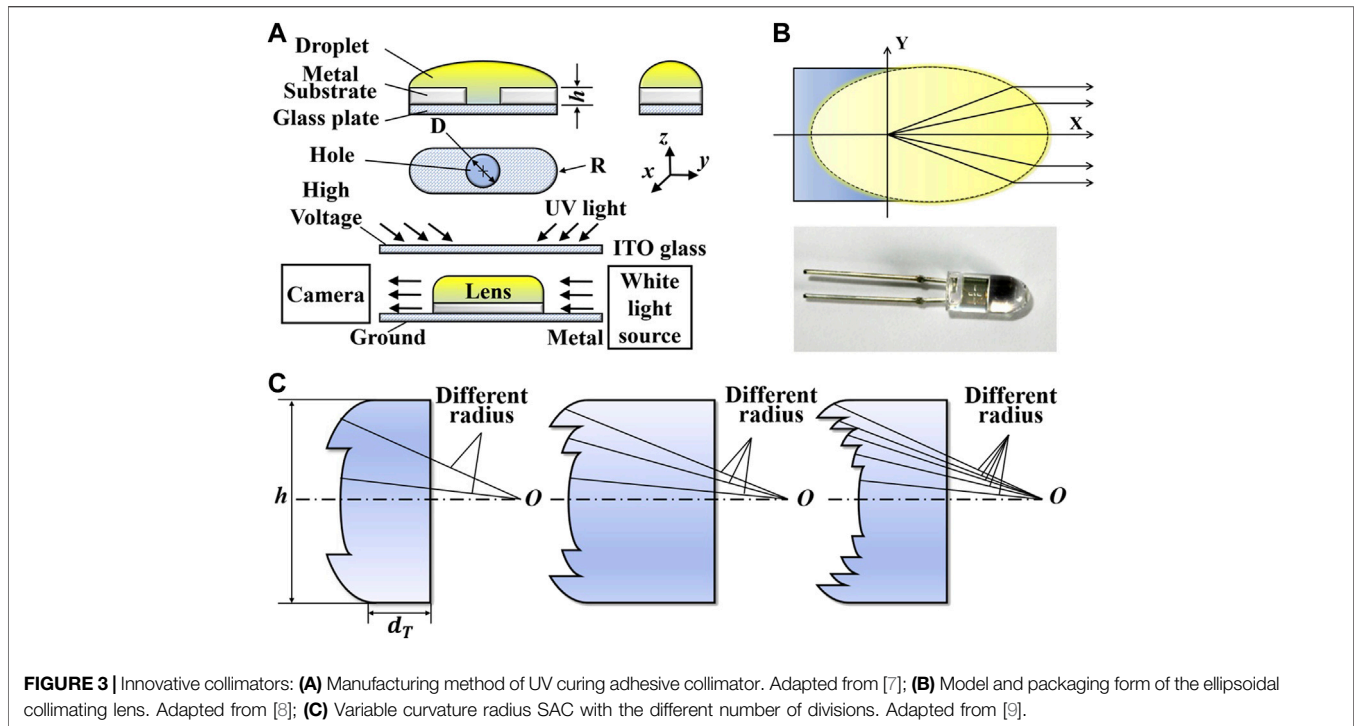 A
Droplet
Metal
Substrate
Glass plate
h
D
Hole
R
z
x
y
High
Voltage
UV light
ITO glass
Camera
Lens
White
light
source
Ground
Metal
B
Y
X
C
Different
radius
h
O
d_T
Different
radius
O
Different
radius
O
FIGURE 3 | Innovative collimators: (A) Manufacturing method of UV curing adhesive collimator. Adapted from [7]; (B) Model and packaging form of the ellipsoidal
collimating lens. Adapted from [8]; (C) Variable curvature radius SAC with the different number of divisions. Adapted from [9].